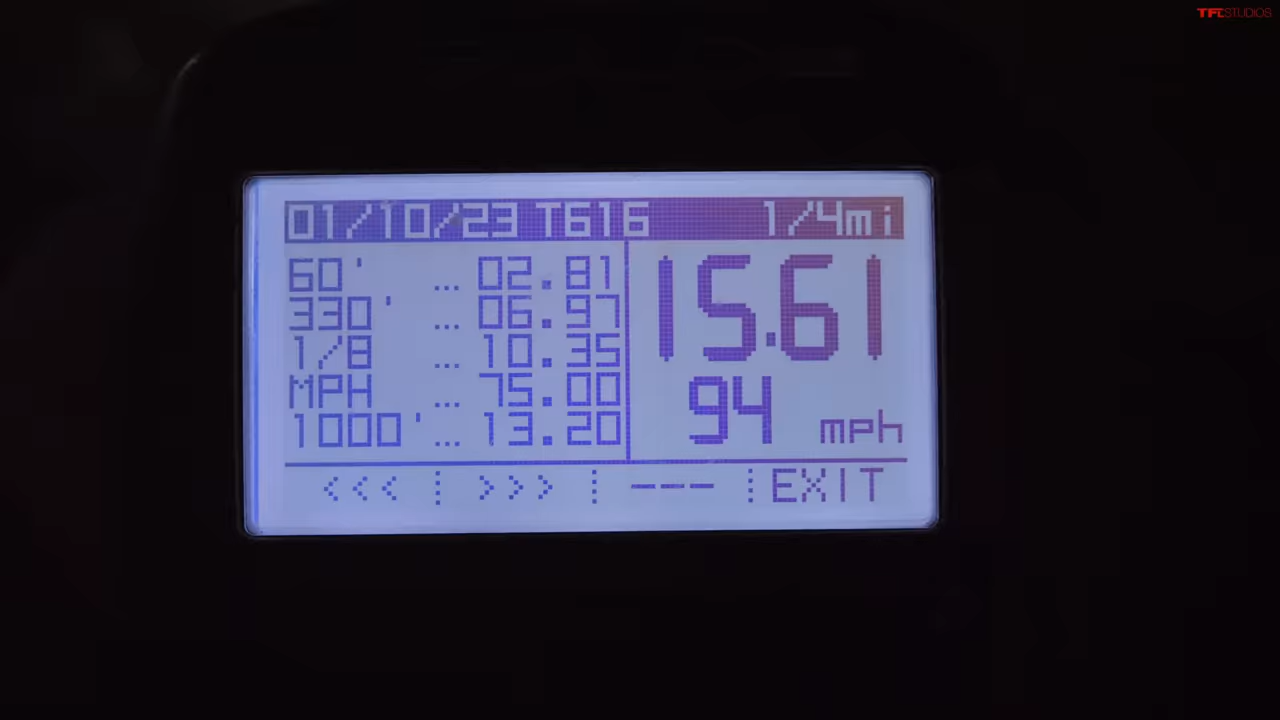 TFLSTUDIOS
01/10/23 T616 1/4mi
60' ... 02.81
330' ... 06.97
1/8 ... 10.35
MPH ... 75.00
1000' ... 13.20
15.61
94 mph
<<< >>> --- EXIT